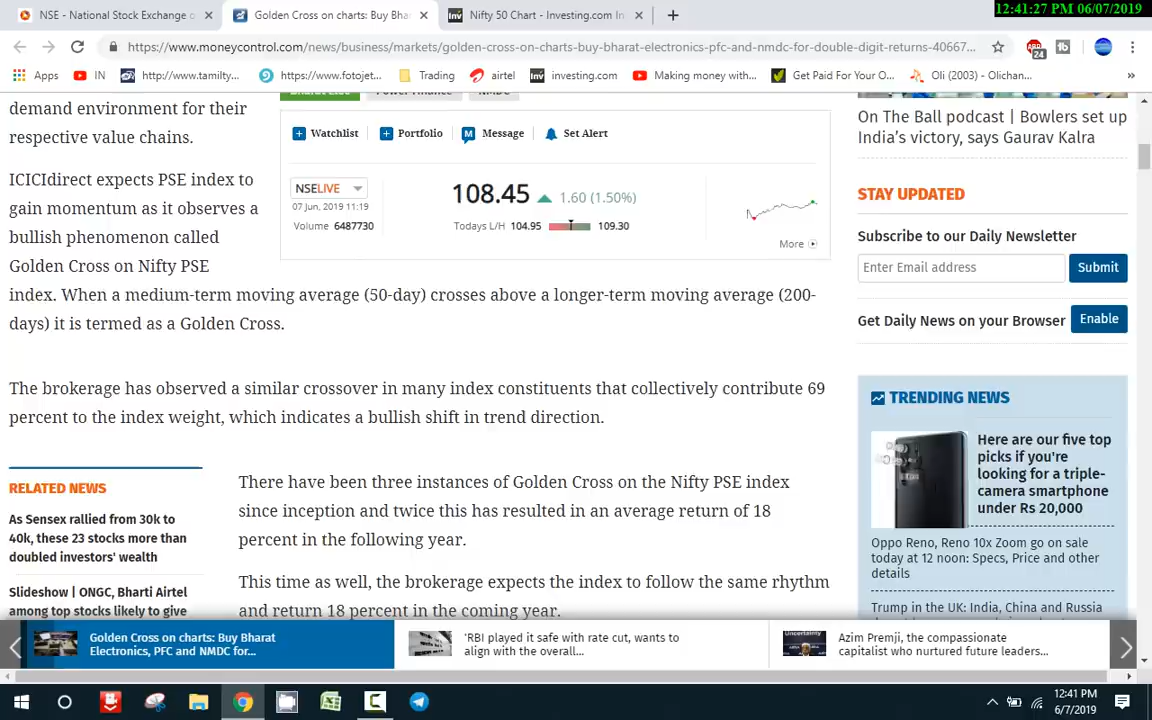 12:41:27 PM 06/07/2019
NSE - National Stock Exchange o
Golden Cross on charts: Buy Bha
Nifty 50 Chart - Investing.com In
https://www.moneycontrol.com/news/business/markets/golden-cross-on-charts-buy-bharat-electronics-pfc-and-nmdc-for-double-digit-returns-40667...
24
Apps
IN
http://www.tamilty...
https://www.fotojet...
Trading
airtel
investing.com
Making money with...
Get Paid For Your O...
Oli (2003) - Olichan...
demand environment for their
respective value chains.
ICICIdirect expects PSE index to
gain momentum as it observes a
bullish phenomenon called
Golden Cross on Nifty PSE
index. When a medium-term moving average (50-day) crosses above a longer-term moving average (200-
days) it is termed as a Golden Cross.
Watchlist
Portfolio
Message
Set Alert
NSELIVE
07 Jun, 2019 11:19
Volume 6487730
108.45
1.60 (1.50%)
Todays L/H 104.95 109.30
More
The brokerage has observed a similar crossover in many index constituents that collectively contribute 69
percent to the index weight, which indicates a bullish shift in trend direction.
RELATED NEWS
As Sensex rallied from 30k to
40k, these 23 stocks more than
doubled investors' wealth
Slideshow | ONGC, Bharti Airtel
among top stocks likely to give
There have been three instances of Golden Cross on the Nifty PSE index
since inception and twice this has resulted in an average return of 18
percent in the following year.
This time as well, the brokerage expects the index to follow the same rhythm
and return 18 percent in the coming year.
On The Ball podcast | Bowlers set up
India's victory, says Gaurav Kalra
STAY UPDATED
Subscribe to our Daily Newsletter
Enter Email address
Submit
Get Daily News on your Browser
Enable
TRENDING NEWS
Here are our five top
picks if you're
looking for a triple-
camera smartphone
under Rs 20,000
Oppo Reno, Reno 10x Zoom go on sale
today at 12 noon: Specs, Price and other
details
Trump in the UK: India, China and Russia
Golden Cross on charts: Buy Bharat
Electronics, PFC and NMDC for...
'RBI played it safe with rate cut, wants to
align with the overall...
Azim Premji, the compassionate
capitalist who nurtured future leaders...
12:41 PM
6/7/2019